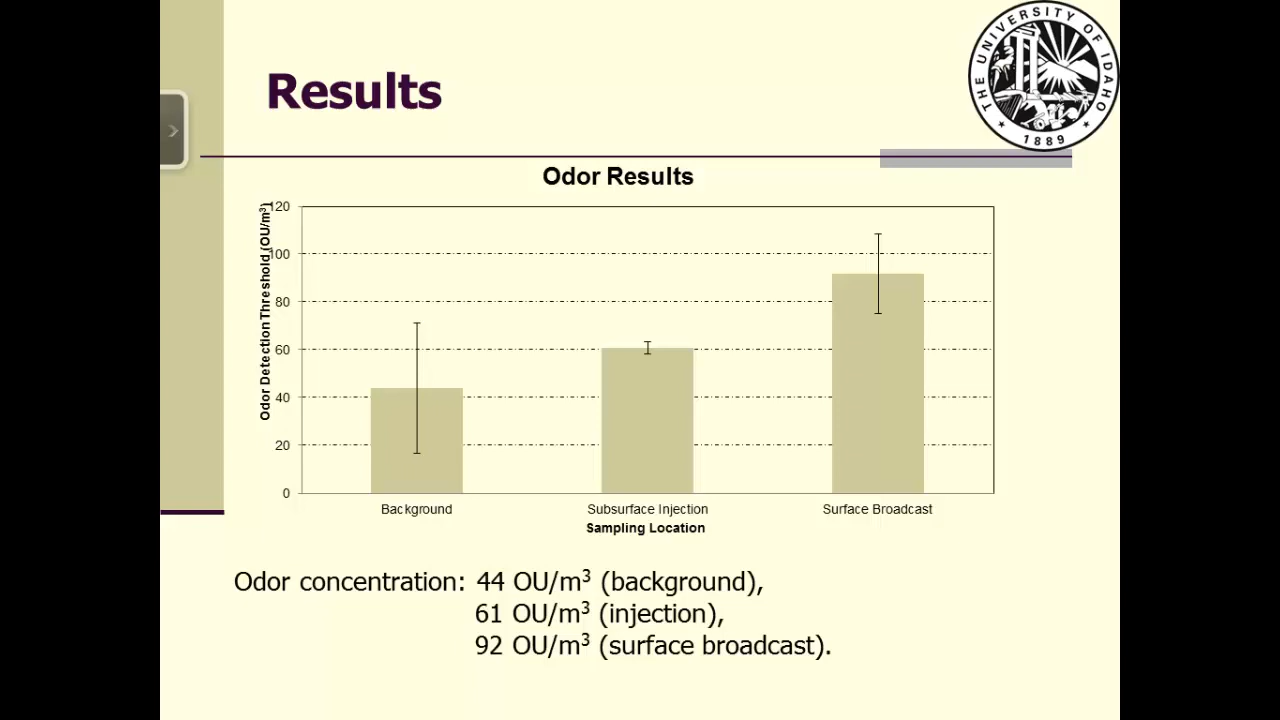 Results
THE UNIVERSITY OF IDAHO
1889
Odor Results
Odor Detection Threshold (OU/m³)
120
100
80
60
40
20
0
Background Subsurface Injection Surface Broadcast
Sampling Location
Odor concentration: 44 OU/m³ (background),
61 OU/m³ (injection),
92 OU/m³ (surface broadcast).